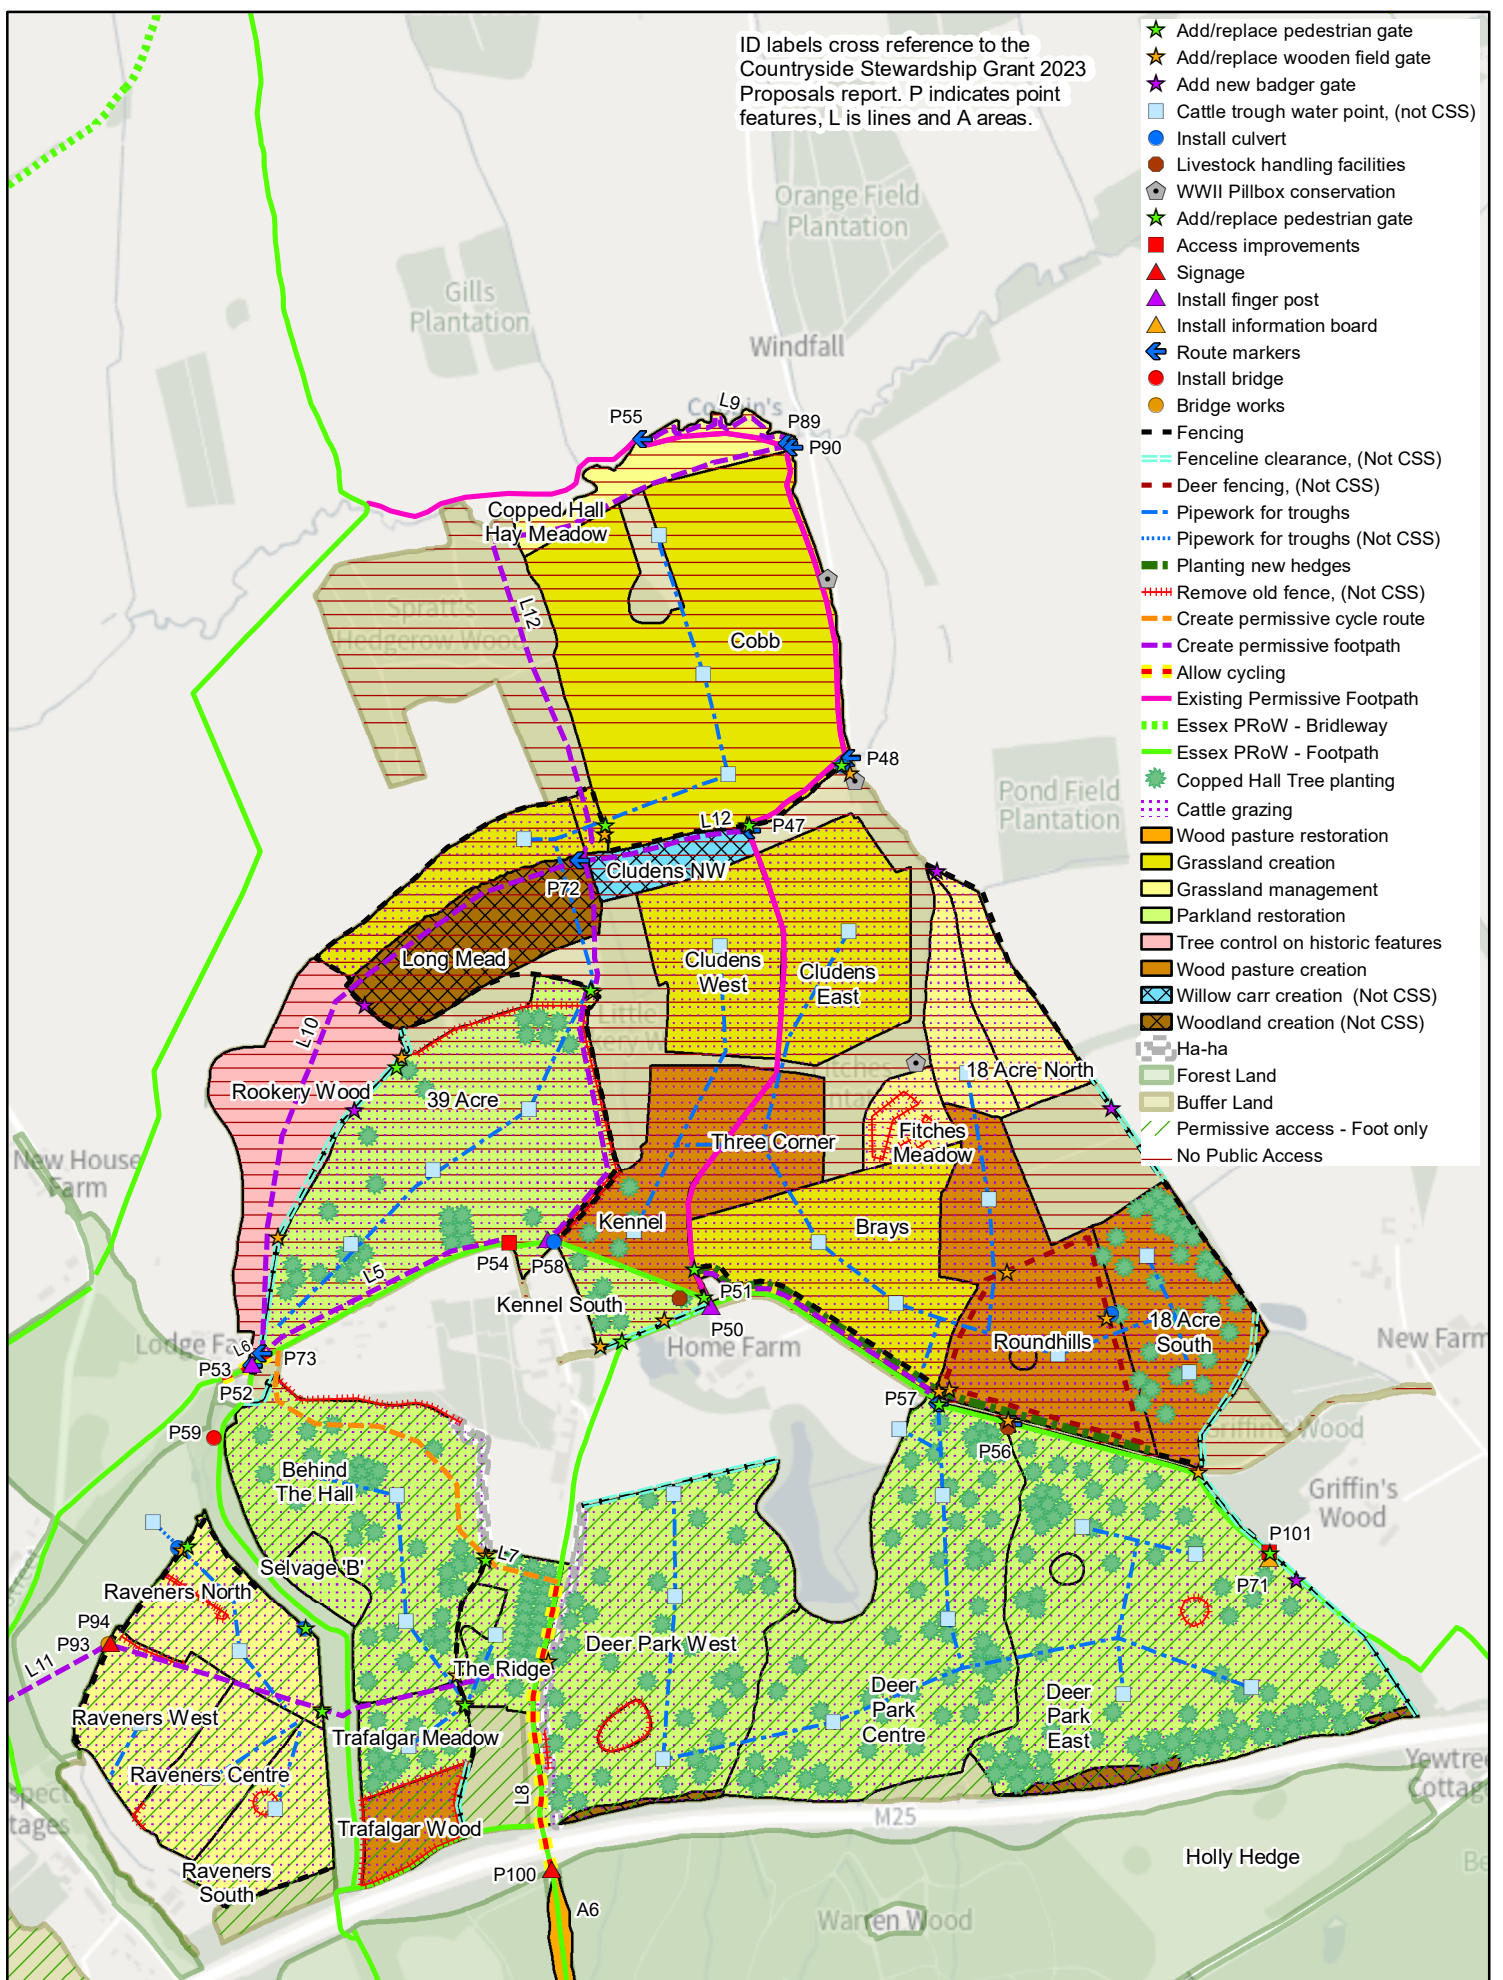 ID labels cross reference to the
Countryside Stewardship Grant 2023
Proposals report. P indicates point
features, L is lines and A areas.
Add/replace pedestrian gate
Add/replace wooden field gate
Add new badger gate
Cattle trough water point, (not CSS)
Install culvert
Livestock handling facilities
WWII Pillbox conservation
Add/replace pedestrian gate
Access improvements
Signage
Install finger post
Install information board
Route markers
Install bridge
Bridge works
Fencing
Fenceline clearance, (Not CSS)
Deer fencing, (Not CSS)
Pipework for troughs
Pipework for troughs (Not CSS)
Planting new hedges
Remove old fence, (Not CSS)
Create permissive cycle route
Create permissive footpath
Allow cycling
Existing Permissive Footpath
Essex PRoW - Bridleway
Essex PRoW - Footpath
Copped Hall Tree planting
Cattle grazing
Wood pasture restoration
Grassland creation
Grassland management
Parkland restoration
Tree control on historic features
Wood pasture creation
Willow carr creation (Not CSS)
Woodland creation (Not CSS)
Ha-ha
Forest Land
Buffer Land
Permissive access - Foot only
No Public Access
Orange Field
Plantation
Gills
Plantation
Windfall
L9
P55
P89
P90
Copped Hall
Hay Meadow
Spratt's
Hedgerow Wood
L12
Cobb
P48
Pond Field
Plantation
L12
P47
Cludens NW
P72
Long Mead
Cludens
West
Cludens
East
Little
L10
Rookery Wood
39 Acre
18 Acre North
Three Corner
Fitches
Meadow
New House
Farm
Kennel
Brays
P54
P58
L5
Kennel South
P51
P50
Home Farm
Roundhills
18 Acre
South
New Farm
L6
P53
P73
P52
P57
P59
P56
Griffin's Wood
Griffin's
Wood
Behind
The Hall
P101
P71
L7
Selvage 'B'
Raveners North
P94
P93
L11
Deer Park West
The Ridge
Deer
Park
Centre
Deer
Park
East
Raveners West
Trafalgar Meadow
Raveners Centre
L8
Trafalgar Wood
M25
Yewtree
Cottage
Raveners
South
P100
Holly Hedge
A6
Warren Wood